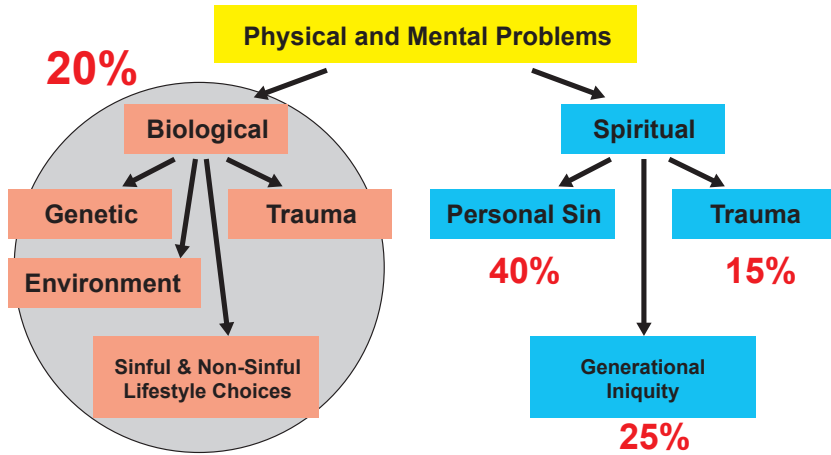 Physical and Mental Problems
20%
Biological
Spiritual
Genetic
Trauma
Personal Sin
Trauma
Environment
40%
15%
Sinful & Non-Sinful
Lifestyle Choices
Generational
Iniquity
25%